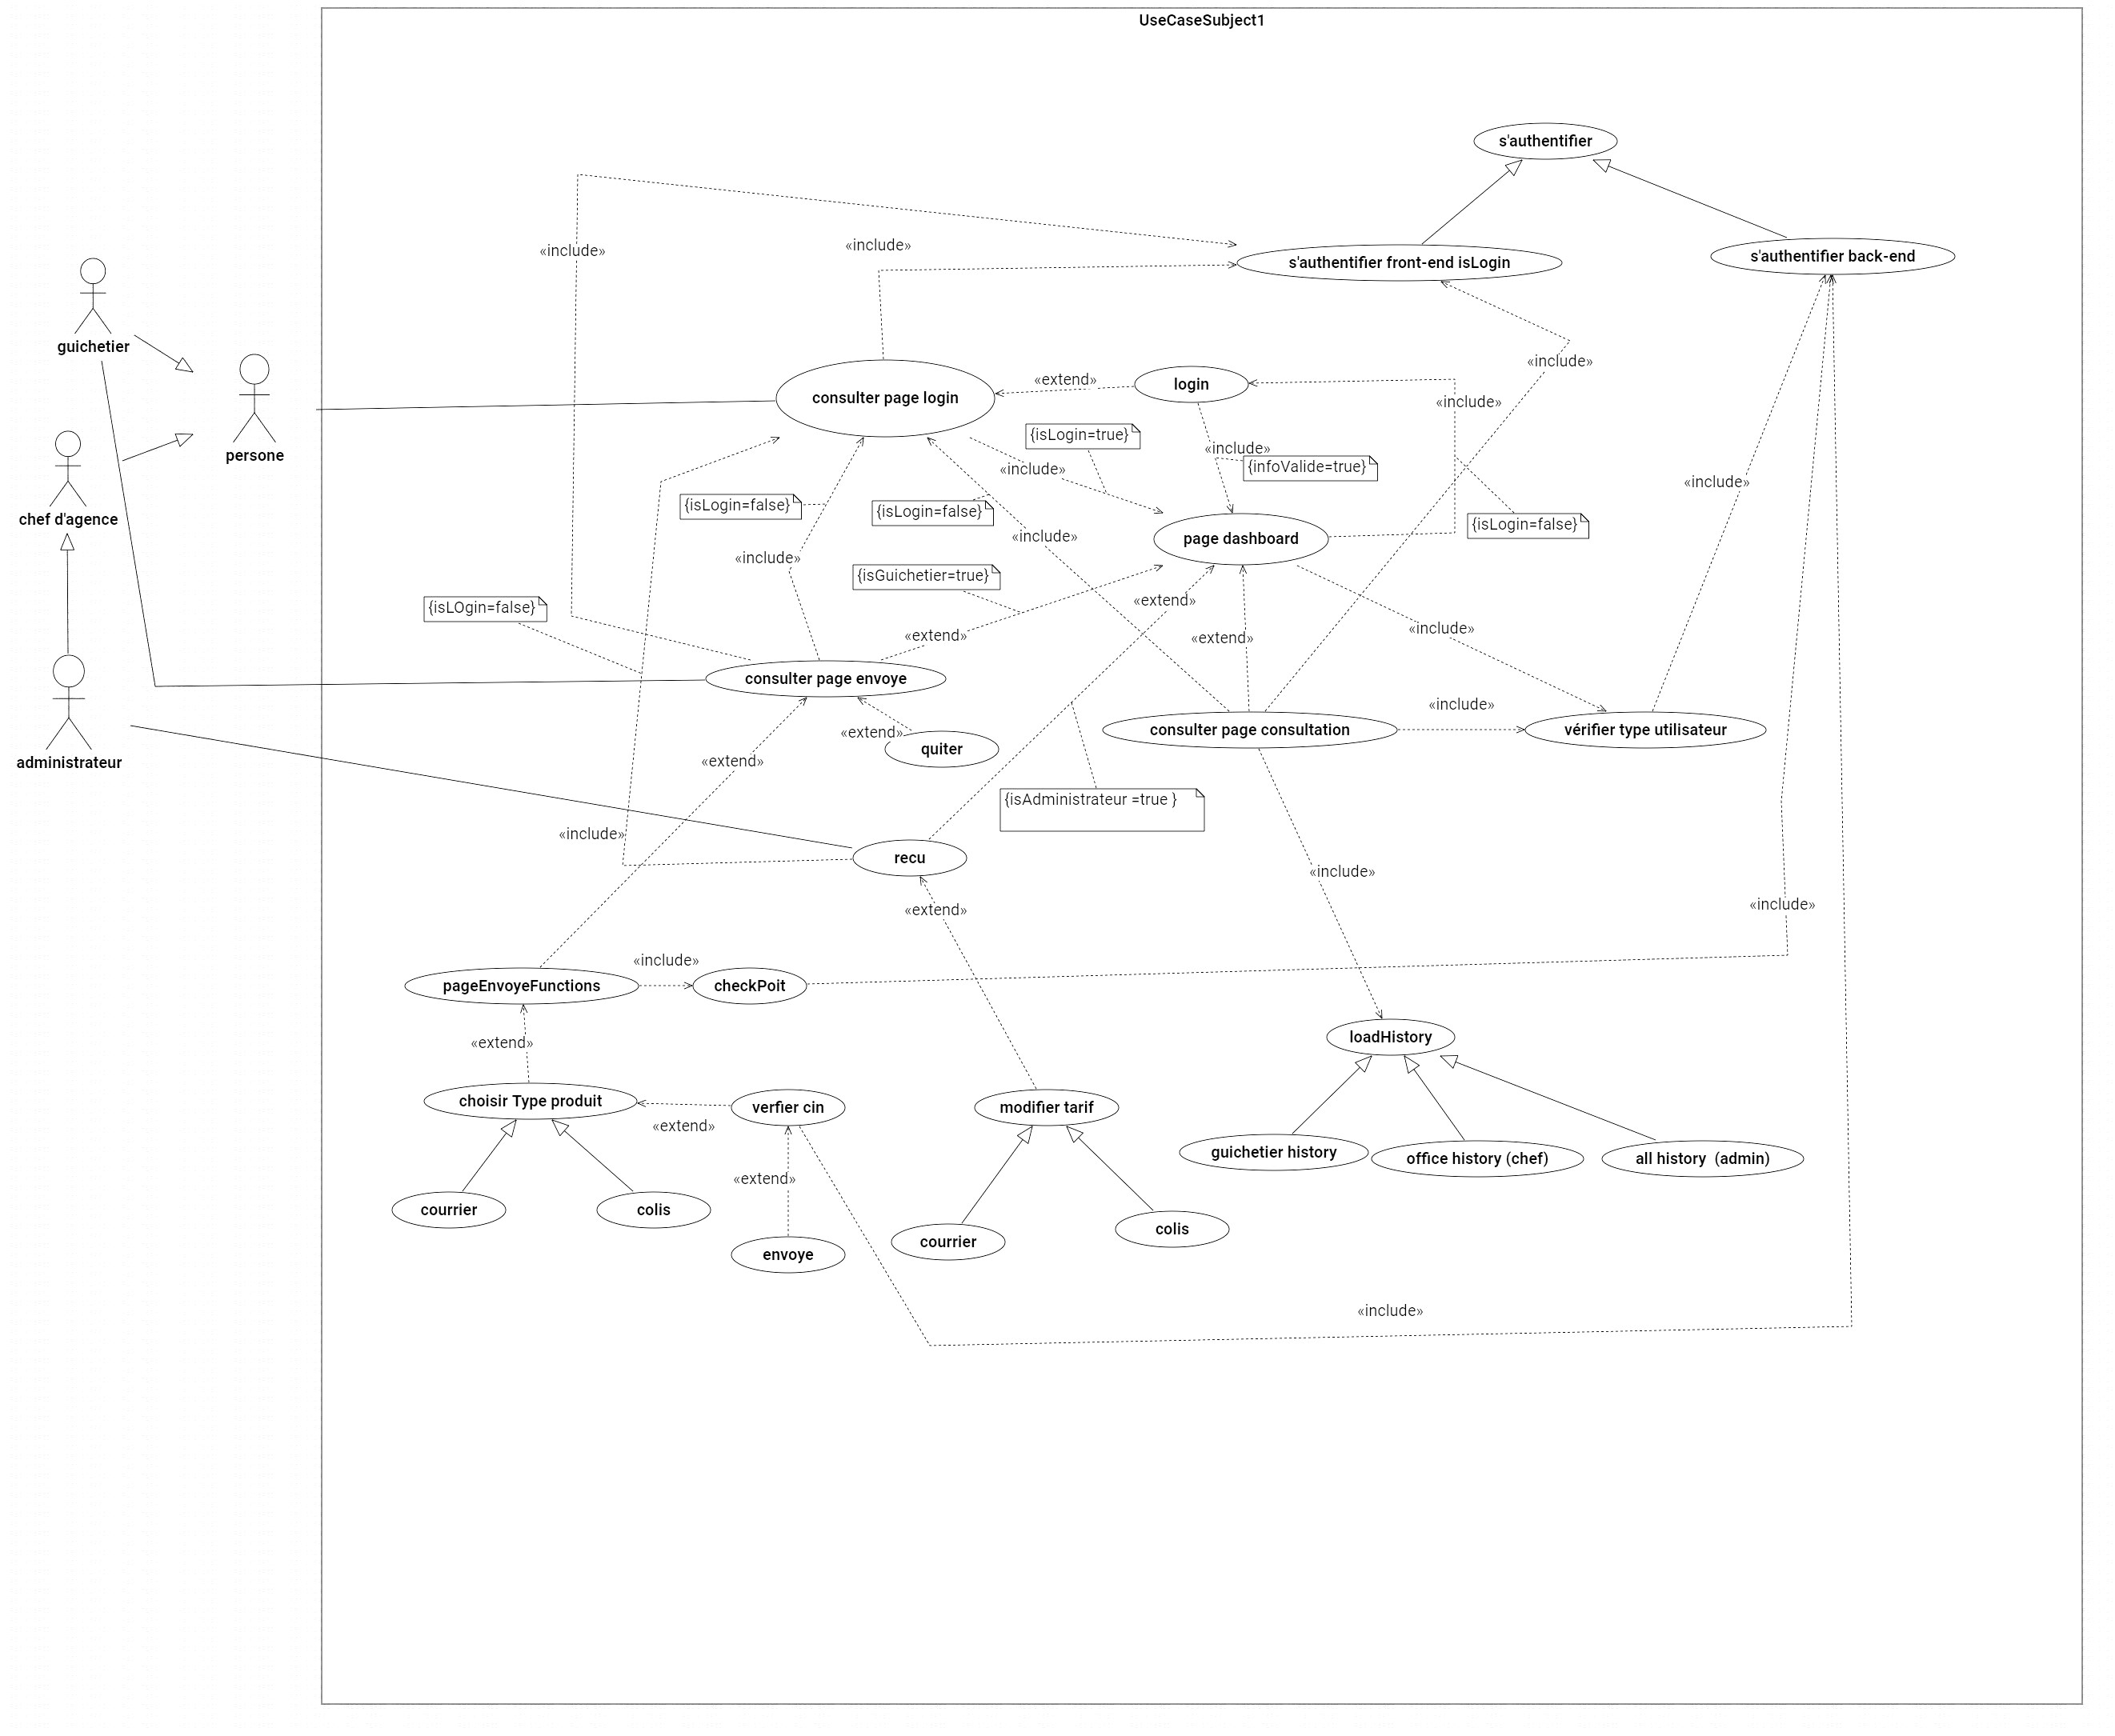 UseCaseSubject1
s'authentifier
«include»
«include»
s'authentifier front-end isLogin
s'authentifier back-end
guichetier
persone
chef d'agence
administrateur
consulter page login
«extend»
login
«include»
«include»
{isLogin=true}
«include»
«include»
{infoValide=true}
«include»
{isLogin=false}
{isLogin=false}
{isLogin=false}
«include»
«include»
«include»
page dashboard
{isGuichetier=true}
{isLOgin=false}
«extend»
«extend»
«extend»
«include»
consulter page envoye
«include»
«extend»
quiter
consulter page consultation
vérifier type utilisateur
«extend»
{isAdministrateur =true }
«include»
recu
«include»
«extend»
«include»
«include»
pageEnvoyeFunctions
checkPoit
«extend»
loadHistory
choisir Type produit
«extend»
verfier cin
modifier tarif
guichetier history
office history (chef)
all history  (admin)
«extend»
courrier
colis
envoye
courrier
colis
«include»